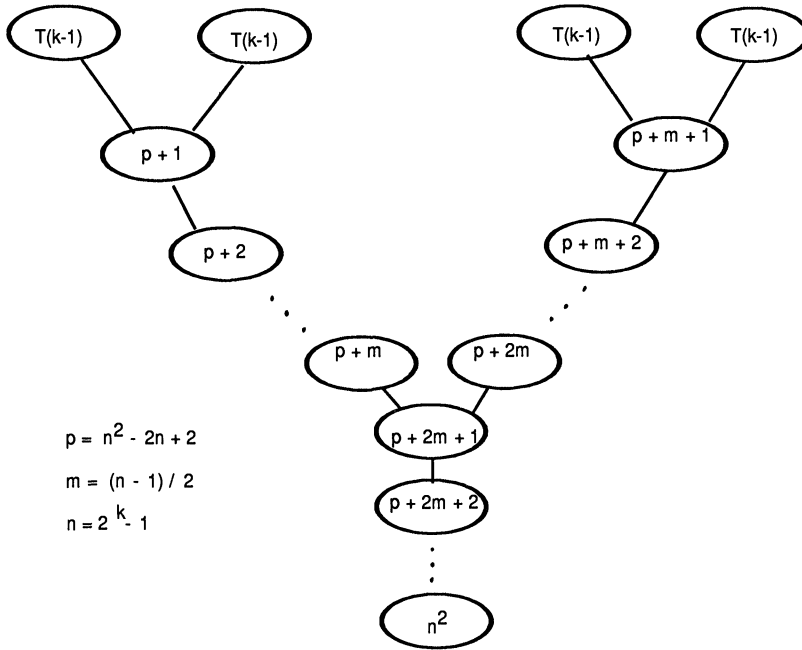 T(k-1) T(k-1) T(k-1) T(k-1)
p + 1 p + m + 1
p + 2 p + m + 2
p + m p + 2m
p + 2m + 1
p = n² - 2n + 2
m = (n - 1) / 2
p + 2m + 2
n = 2^k - 1
n²